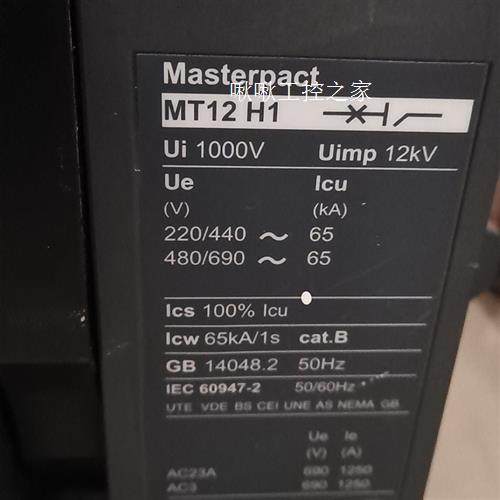 Masterpact
啾啾工控之家
MT12 H1
Ui 1000V Uimp 12kV
Ue Icu
(V) (kA)
220/440 ~ 65
480/690 ~ 65
Ics 100% Icu
Icw 65kA/1s cat.B
GB 14048.2 50Hz
IEC 60947-2 50/60Hz
UTE VDE BS CEI UNE AS NEMA GB
Ue Ie
(V) (A)
AC23A 690 1250
AC3 690 1250